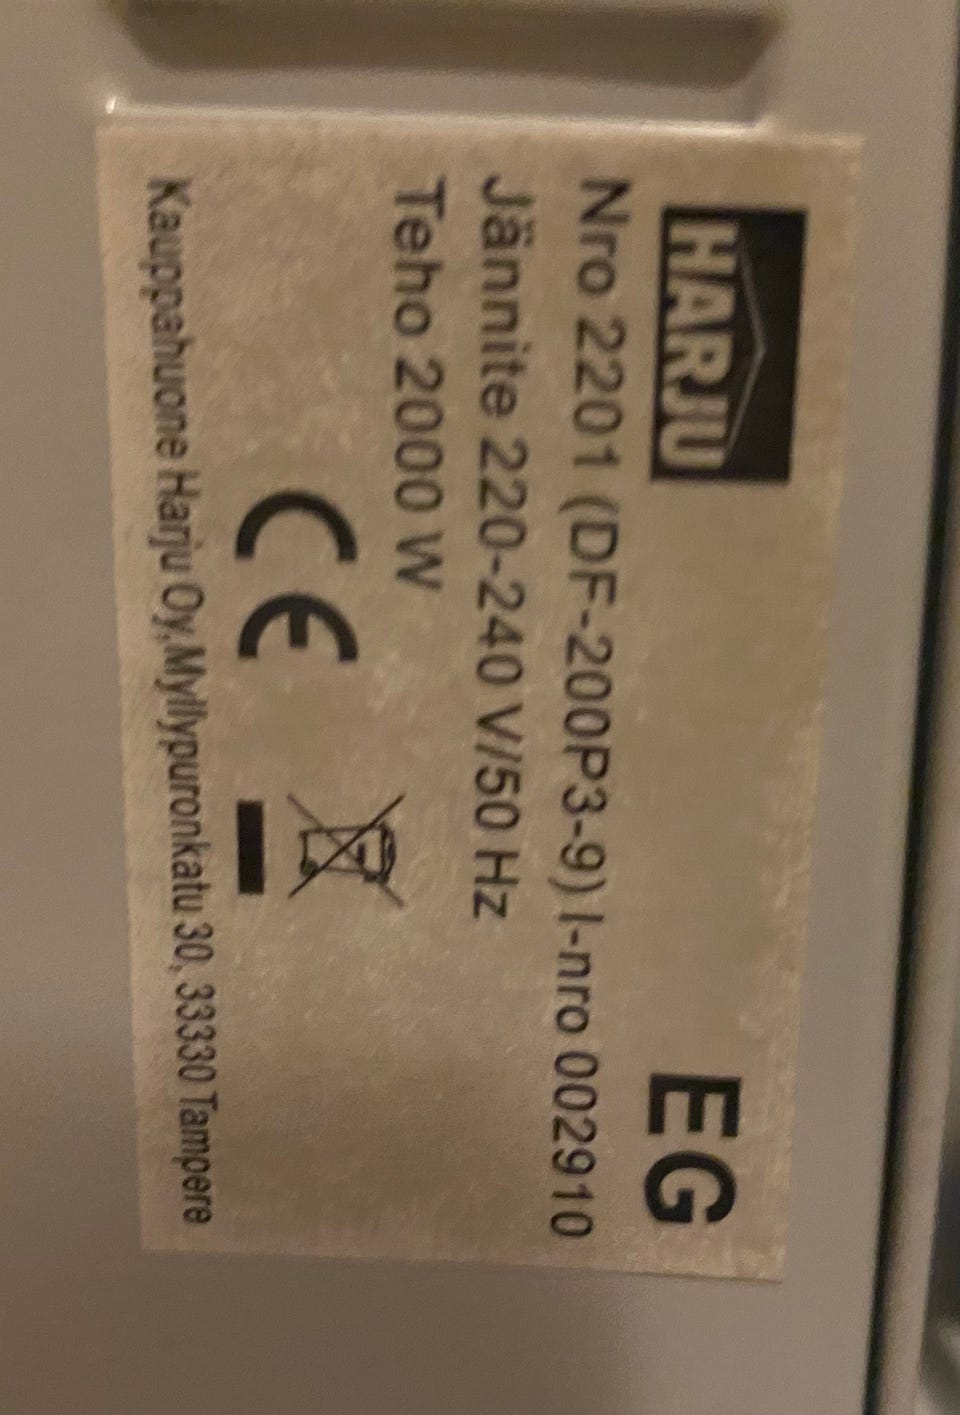 HARJU
EG
Nro 2201 (DF-200P3-9) I-nro 002910
Jännite 220-240 V/50 Hz
Teho 2000 W
CE
Kauppahuone Harju Oy,Myllypuronkatu 30, 33330 Tampere